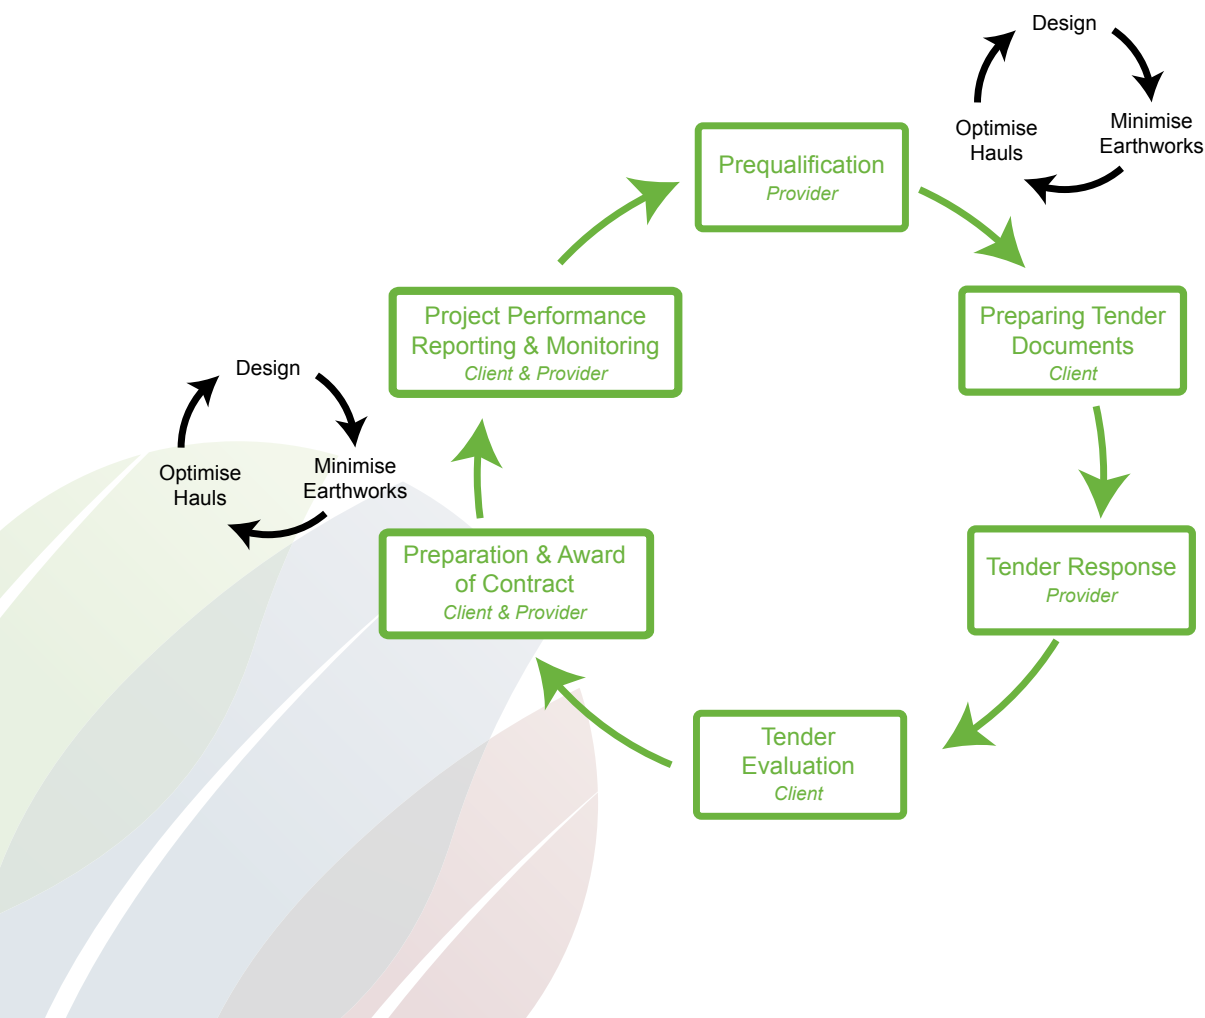 Design
Minimise
Earthworks
Optimise
Hauls
Prequalification
Provider
Preparing Tender
Documents
Client
Tender Response
Provider
Tender
Evaluation
Client
Preparation & Award
of Contract
Client & Provider
Project Performance
Reporting & Monitoring
Client & Provider
Design
Minimise
Earthworks
Optimise
Hauls